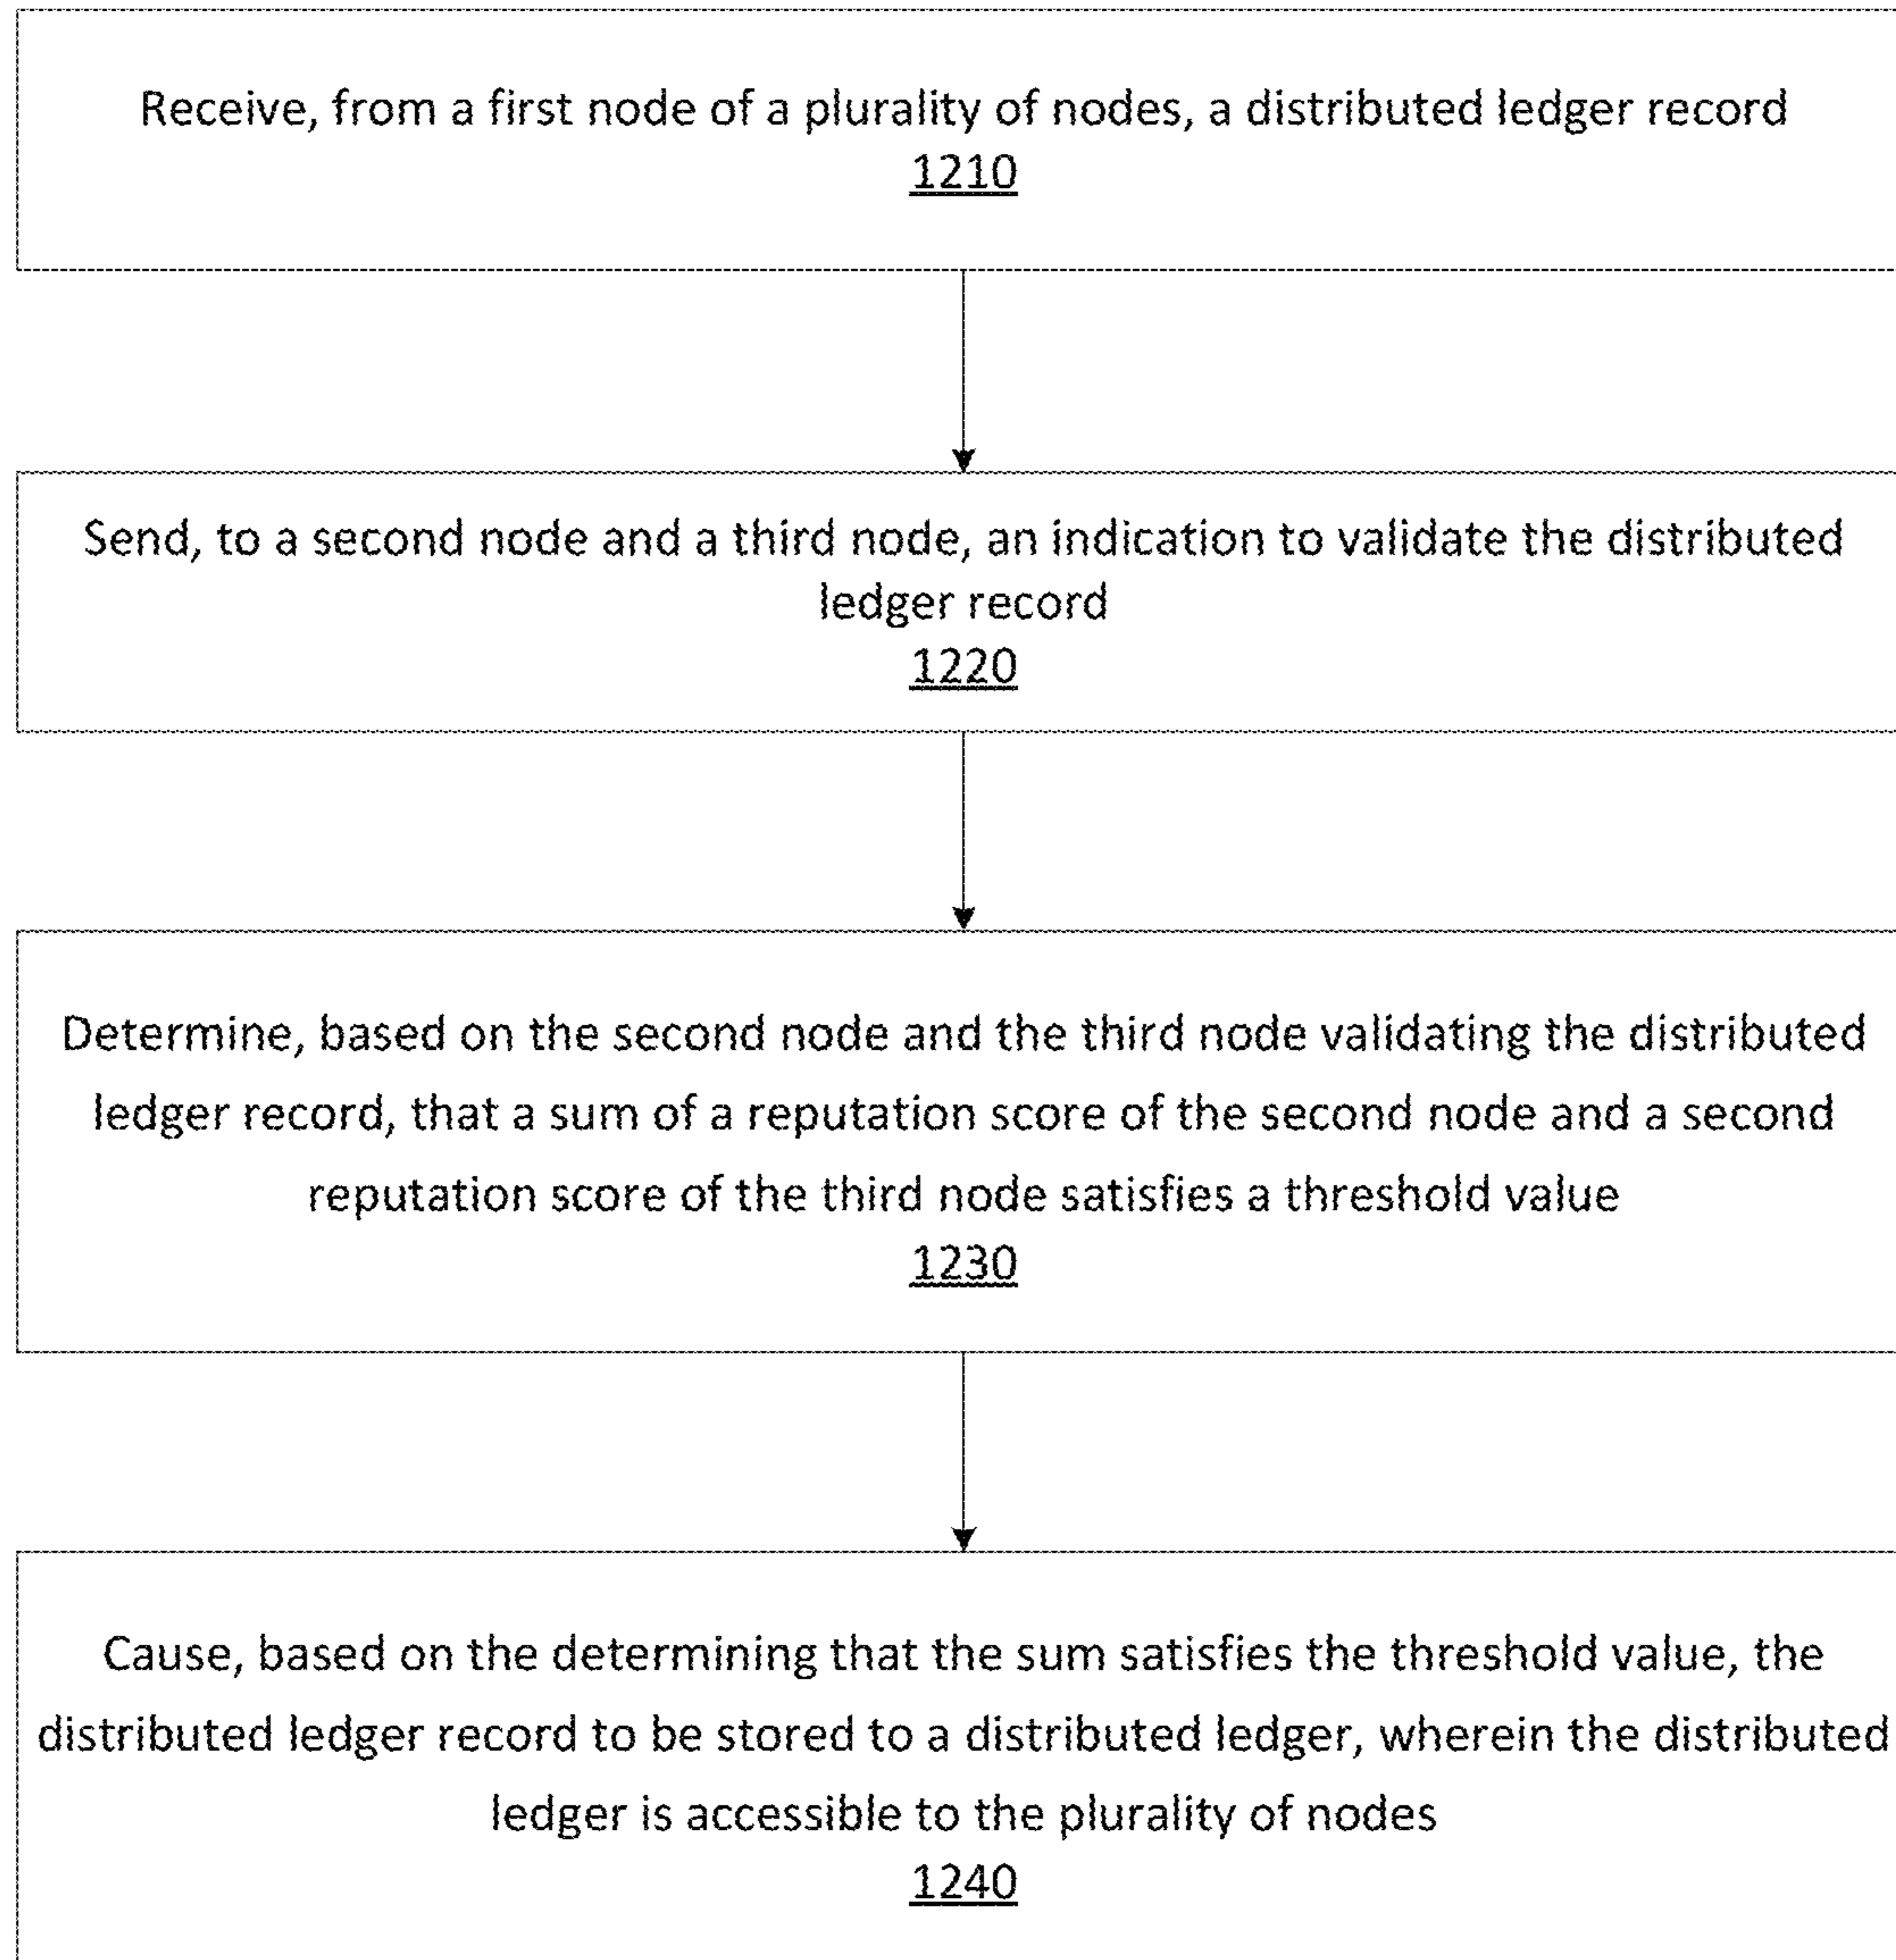 Receive, from a first node of a plurality of nodes, a distributed ledger record
1210
Send, to a second node and a third node, an indication to validate the distributed
ledger record
1220
Determine, based on the second node and the third node validating the distributed
ledger record, that a sum of a reputation score of the second node and a second
reputation score of the third node satisfies a threshold value
1230
Cause, based on the determining that the sum satisfies the threshold value, the
distributed ledger record to be stored to a distributed ledger, wherein the distributed
ledger is accessible to the plurality of nodes
1240